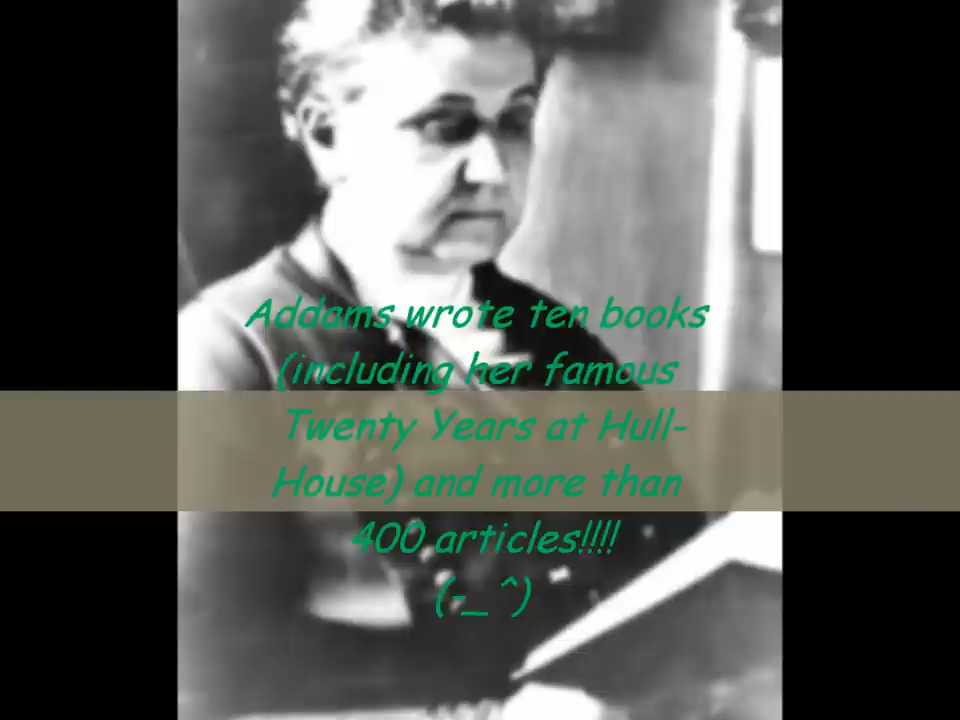 Addams wrote ten books
(including her famous
Twenty Years at Hull-
House) and more than
400 articles!!!!
(-_^)